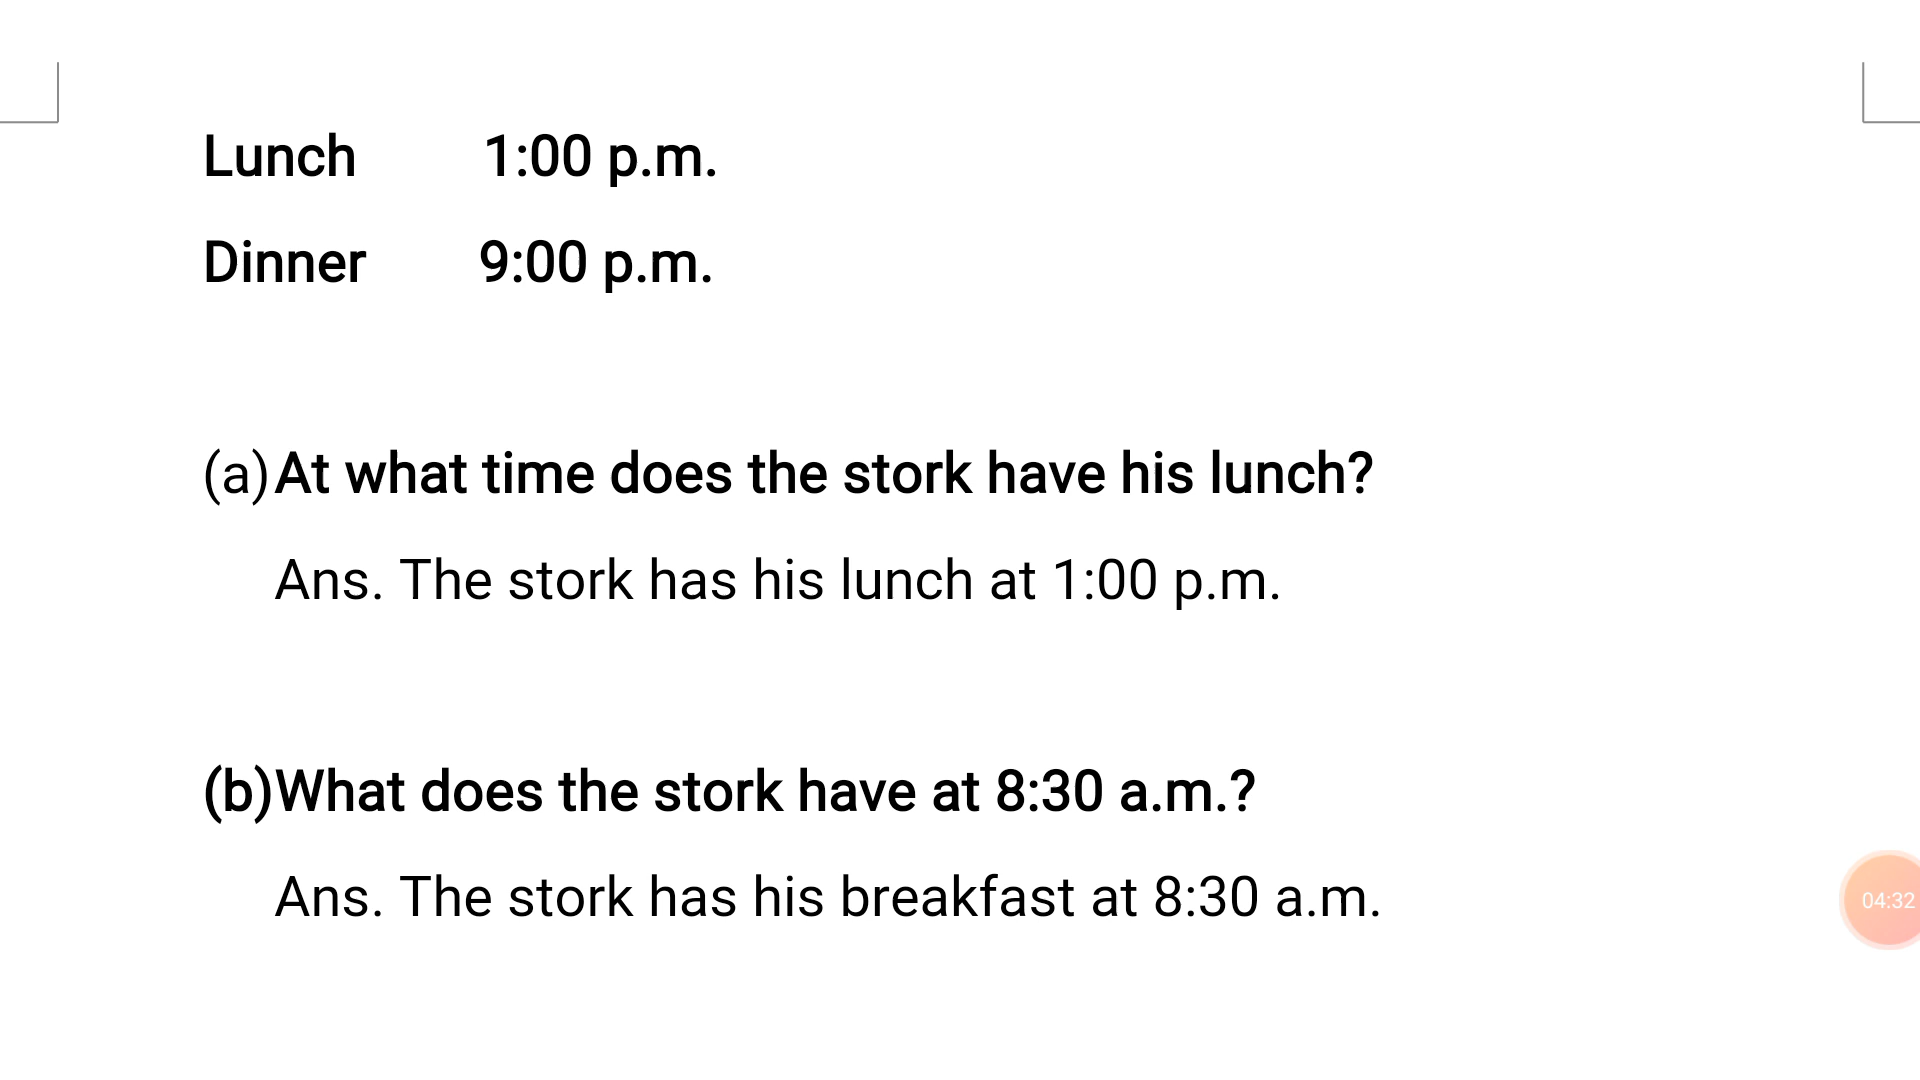 Lunch 1:00 p.m.
Dinner 9:00 p.m.
(a)At what time does the stork have his lunch?
Ans. The stork has his lunch at 1:00 p.m.
(b)What does the stork have at 8:30 a.m.?
Ans. The stork has his breakfast at 8:30 a.m.
04:32